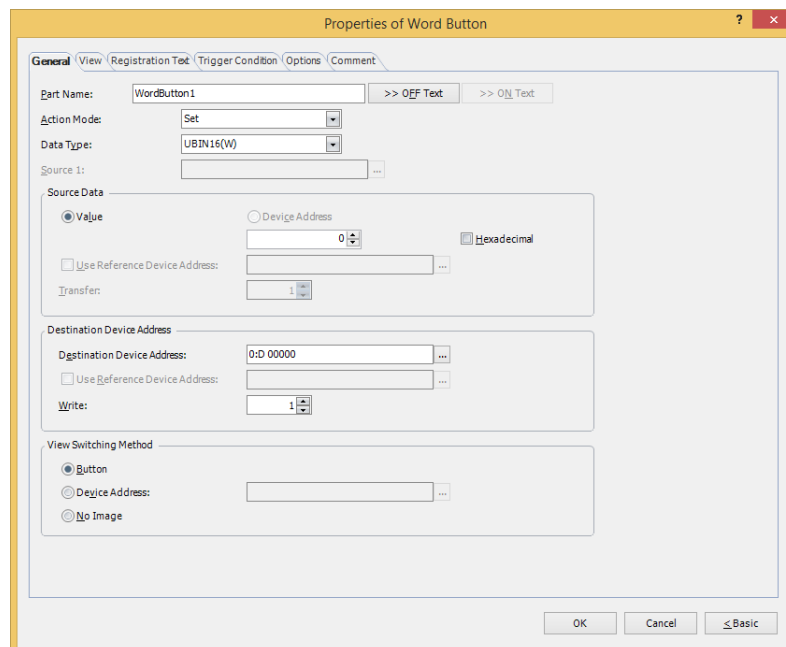 Properties of Word Button
? ×
General View Registration Text Trigger Condition Options Comment
Part Name: WordButton1 >> OFF Text >> ON Text
Action Mode: Set
Data Type: UBIN16(W)
Source 1: ...
Source Data
Value Device Address
0 Hexadecimal
Use Reference Device Address: ...
Transfer: 1
Destination Device Address
Destination Device Address: 0:D 00000 ...
Use Reference Device Address: ...
Write: 1
View Switching Method
Button
Device Address: ...
No Image
OK Cancel < Basic